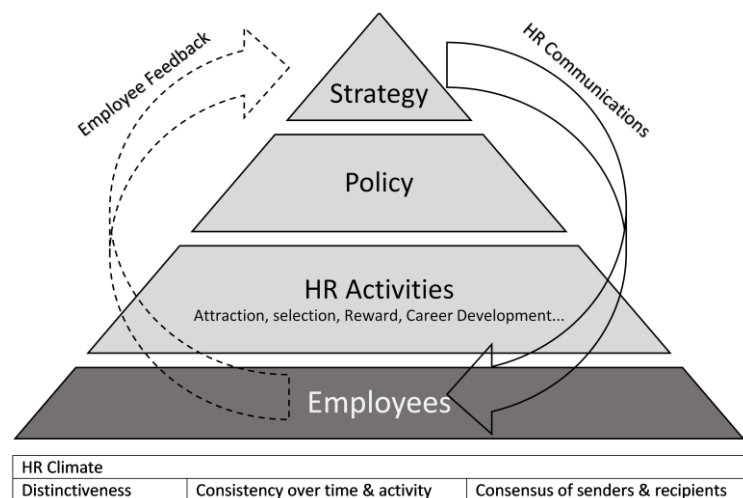 Employee Feedback
HR Communications
Strategy
Policy
HR Activities
Attraction, selection, Reward, Career Development...
Employees
HR Climate
Distinctiveness
Consistency over time & activity
Consensus of senders & recipients